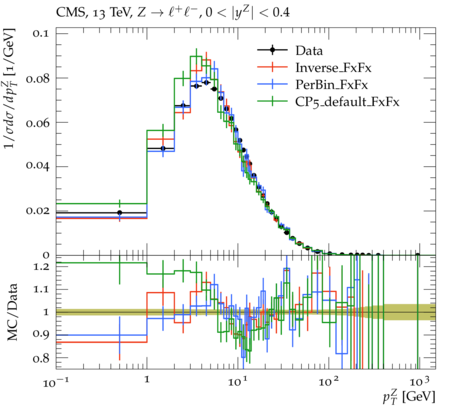 CMS, 13 TeV, Z → ℓ⁺ℓ⁻, 0 < |y^Z| < 0.4
1/σdσ/dp_T^Z [1/GeV]
0.1
0.08
0.06
0.04
0.02
0
Data
Inverse_FxFx
PerBin_FxFx
CP5_default_FxFx
MC/Data
1.2
1.1
1
0.9
0.8
10⁻¹ 1 10¹ 10² 10³
p_T^Z [GeV]